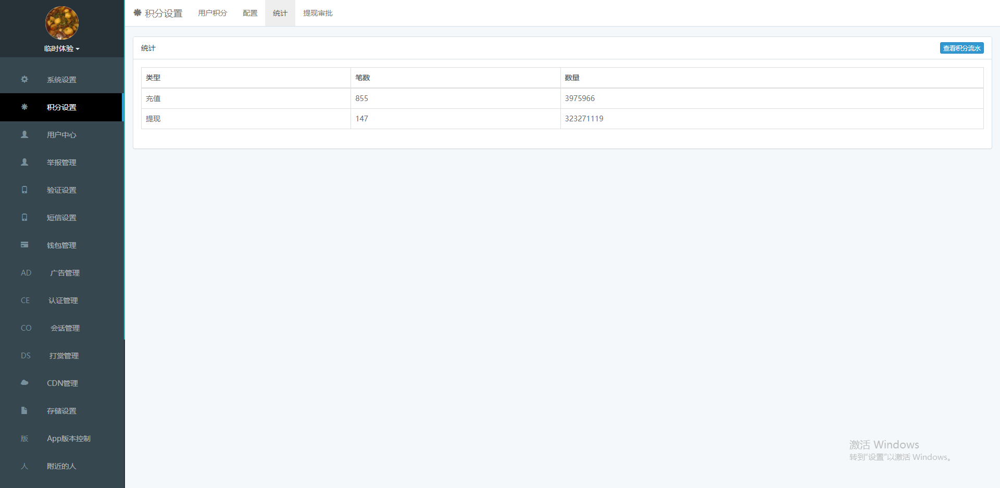 临时体验
系统设置
积分设置
用户中心
举报管理
验证设置
短信设置
钱包管理
AD 广告管理
CE 认证管理
CO 会话管理
DS 打赏管理
CDN管理
存储设置
版 App版本控制
人 附近的人
积分设置 用户积分 配置 统计 提现审批
统计 查看积分流水
类型 笔数 数量
充值 855 3975966
提现 147 323271119
激活 Windows
转到“设置”以激活 Windows。